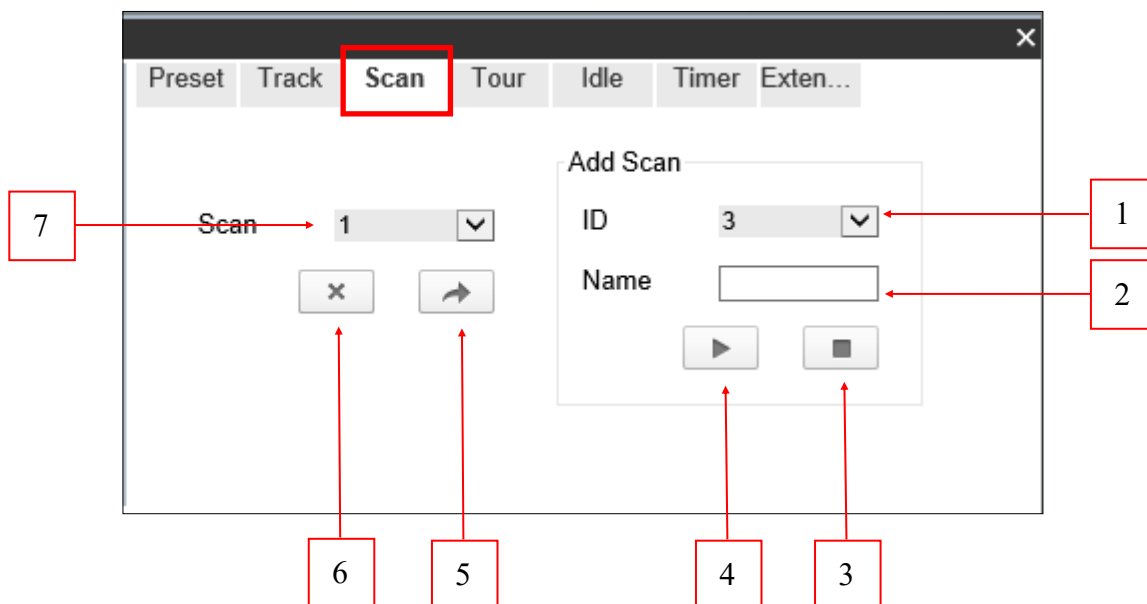 Preset Track Scan Tour Idle Timer Exten...
Add Scan
7 Scan 1 ID 3 1
Name 2
6 5 4 3